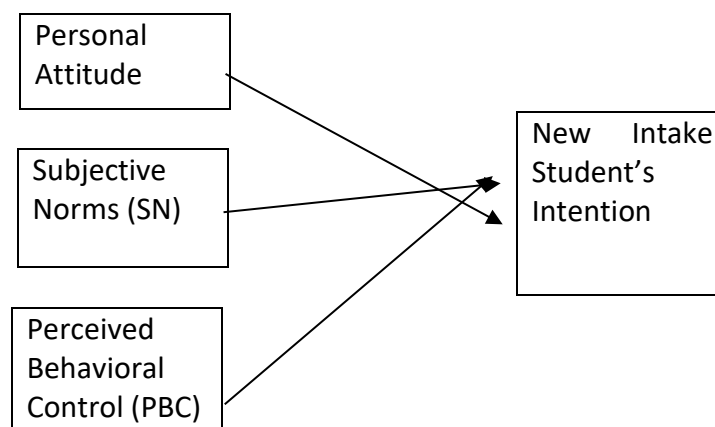 Personal
Attitude
Subjective
Norms (SN)
Perceived
Behavioral
Control (PBC)
New Intake
Student’s
Intention